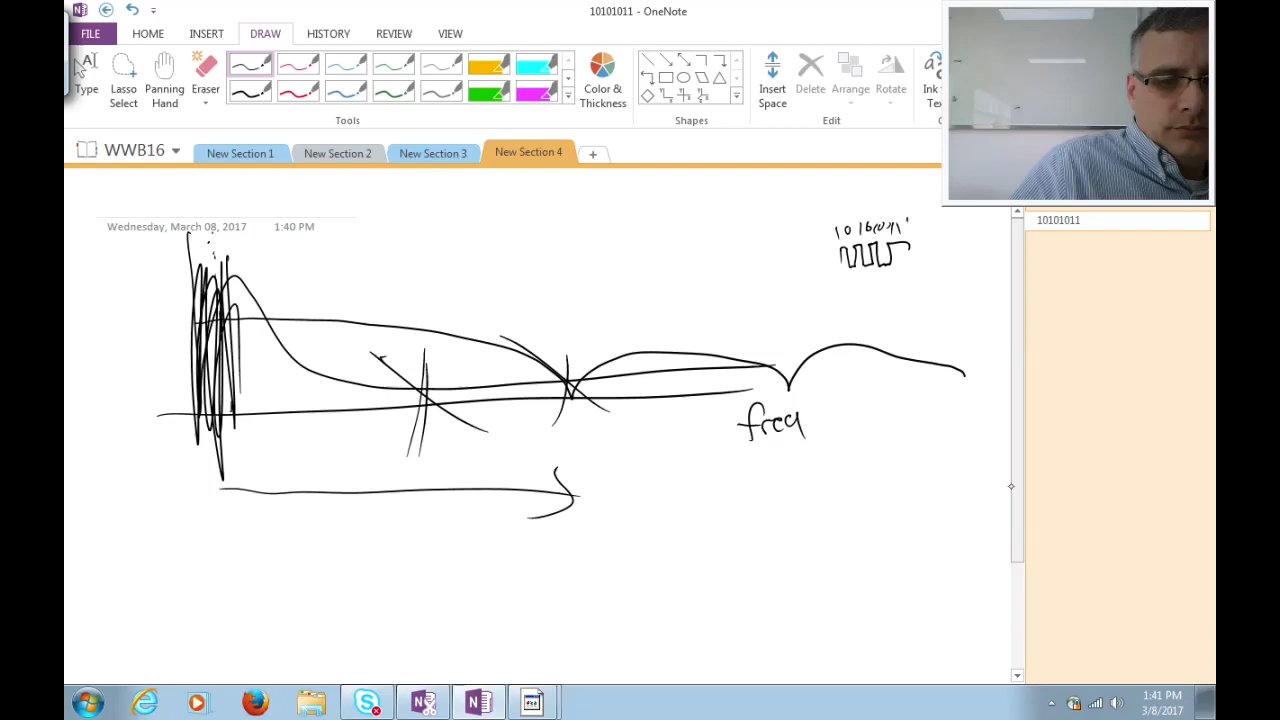 10101011 - OneNote
FILE HOME INSERT DRAW HISTORY REVIEW VIEW
Type
Lasso Select
Panning Hand
Eraser
Color & Thickness
Insert Space
Delete
Arrange
Rotate
Ink to
Tools
Shapes
Edit
WWB16
New Section 1
New Section 2
New Section 3
New Section 4
10101011
Wednesday, March 08, 2017 1:40 PM
freq
1:41 PM
3/8/2017